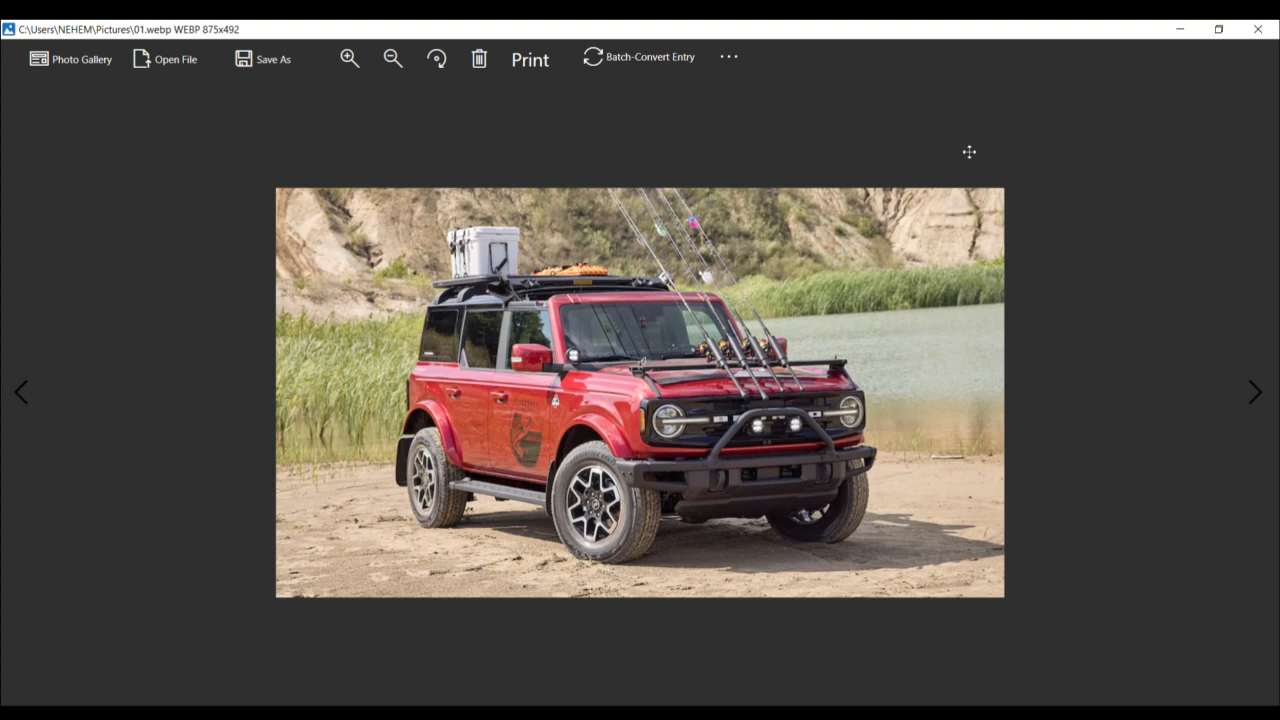 C:\Users\NEHEM\Pictures\01.webp WEBP 875x492
Photo Gallery
Open File
Save As
Print
Batch-Convert Entry